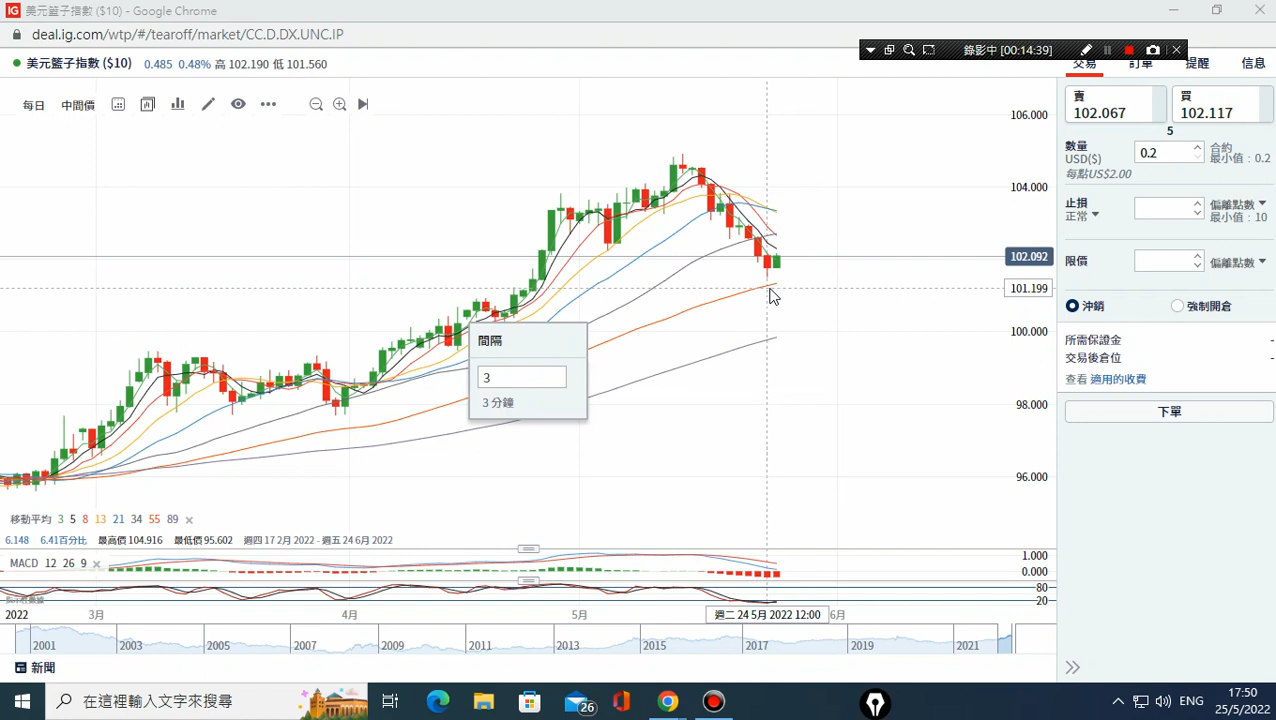 美元籃子指數 ($10) - Google Chrome
deal.ig.com/wtp/#/tearoff/market/CC.D.DX.UNC.IP
錄影中 [00:14:39]
美元籃子指數 ($10) 0.485 0.48% 高 102.190 低 101.560
交易 訂單 提醒 信息
每日 中間價
賣 102.067
買 102.117
5
數量 USD($) 0.2 合約 最小值 : 0.2
每點US$2.00
止損 正常 偏離點數 最小值 : 10
限價 偏離點數
沖銷 強制開倉
所需保證金 -
交易後倉位 -
查看 適用的收費
下單
106.000
104.000
102.092
101.199
100.000
98.000
96.000
間隔
3
3 分鐘
移動平均 3 5 8 13 21 34 55 89
6.148 6.41百分比 最高價 104.916 最低價 95.602 週四 17 2月 2022 - 週五 24 6月 2022
MACD 12 26 9
1.000
0.000
80
20
2022 3月 4月 5月 週二 24 5月 2022 12:00 6月
2001 2003 2005 2007 2009 2011 2013 2015 2017 2019 2021
新聞
在這裡輸入文字來搜尋
26
ENG
17:50
25/5/2022